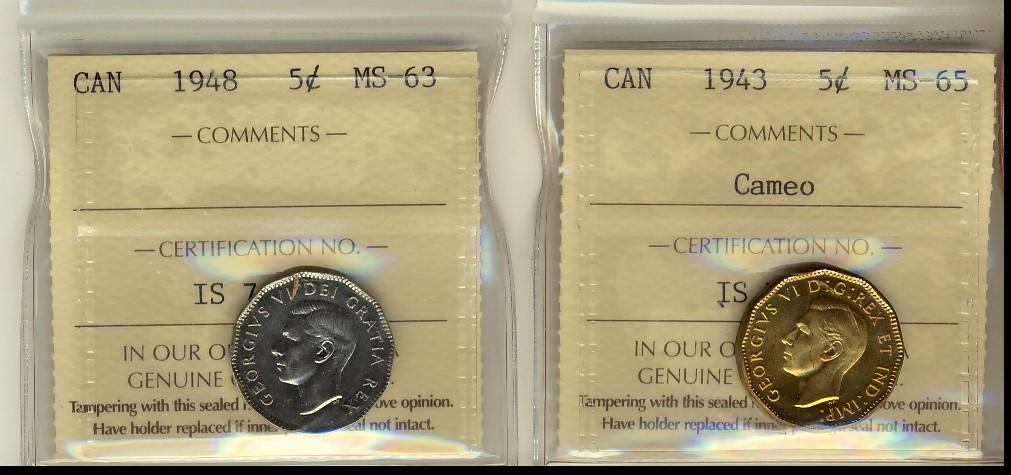 CAN 1948 5¢ MS-63
— COMMENTS —
— CERTIFICATION NO. —
IS 7
IN OUR O A
GENUINE
Tampering with this sealed ove opinion.
Have holder replaced if inne seal not intact.
GEORGIVS VI DEI GRATIA REX
CAN 1943 5¢ MS-65
— COMMENTS —
Cameo
— CERTIFICATION NO. —
IS
IN OUR O A
GENUINE
Tampering with this sealed ove opinion.
Have holder replaced if inne seal not intact.
GEORGIVS VI D:G:REX ET IND:IMP: